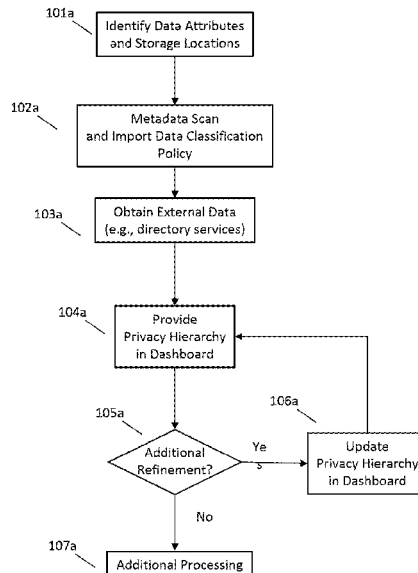 101a
Identify Data Attributes
and Storage Locations
102a
Metadata Scan
and Import Data Classification
Policy
103a
Obtain External Data
(e.g., directory services)
104a
Provide
Privacy Hierarchy
in Dashboard
105a
Additional
Refinement?
Ye
s
106a
Update
Privacy Hierarchy
in Dashboard
No
107a
Additional Processing